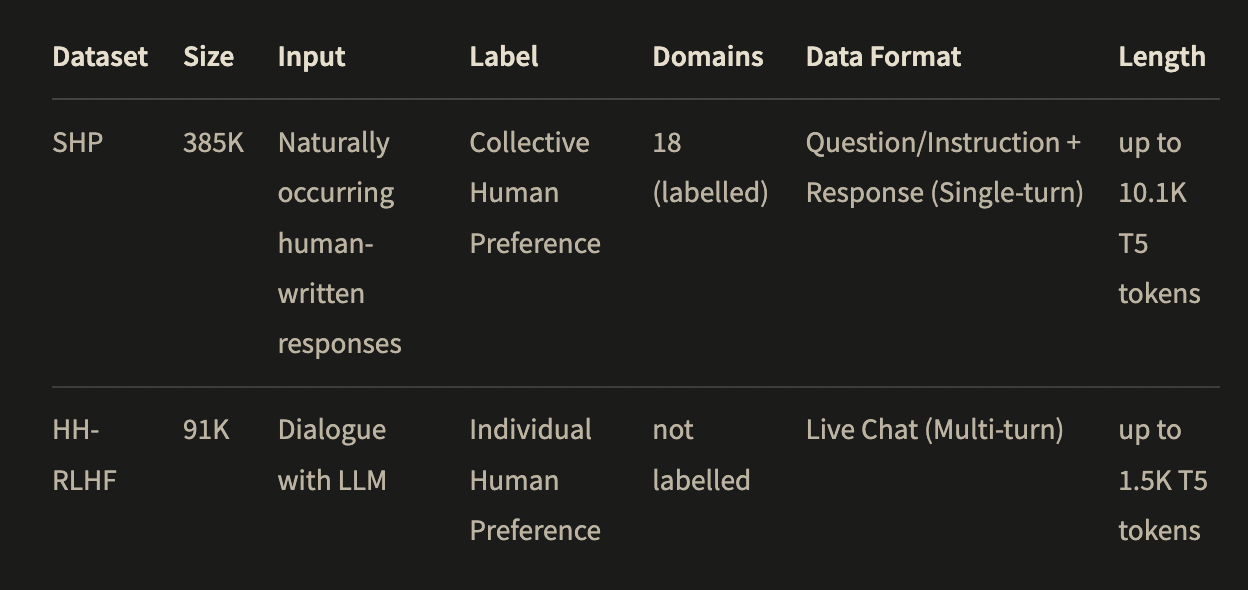 Dataset Size Input Label Domains Data Format Length
SHP 385K Naturally Collective 18 Question/Instruction + up to
occurring Human (labelled) Response (Single-turn) 10.1K
human- Preference T5
written tokens
responses
HH- 91K Dialogue Individual not Live Chat (Multi-turn) up to
RLHF with LLM Human labelled 1.5K T5
Preference tokens